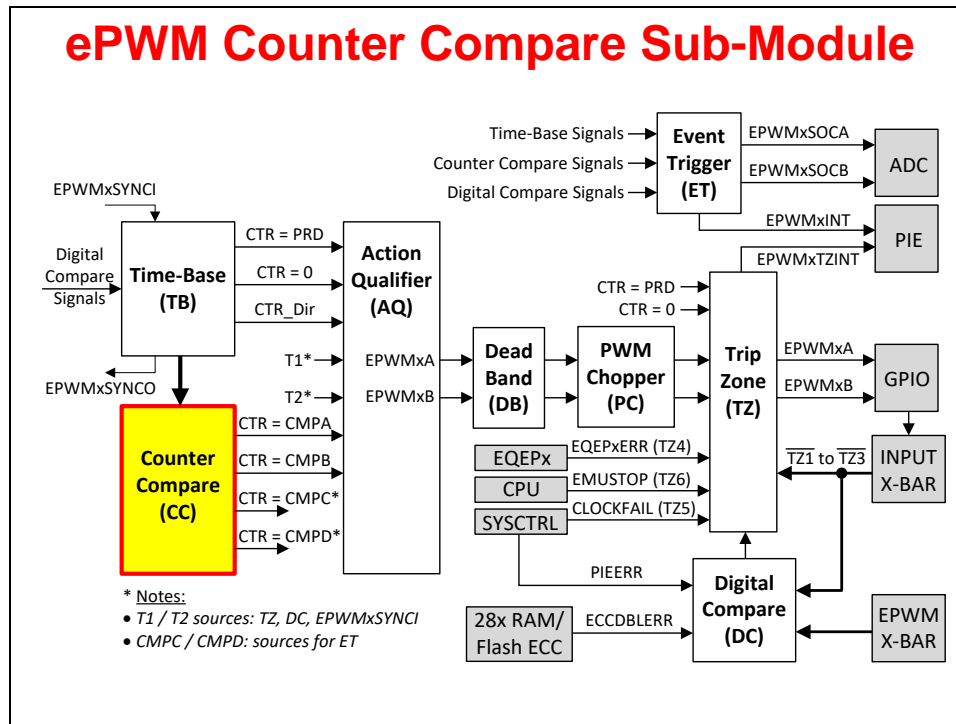 ePWM Counter Compare Sub-Module
Time-Base Signals
Counter Compare Signals
Digital Compare Signals
Event
Trigger
(ET)
EPWMxSOCA
EPWMxSOCB
ADC
EPWMxINT
EPWMxTZINT
PIE
EPWMxSYNCI
Digital
Compare
Signals
Time-Base
(TB)
EPWMxSYNCO
CTR = PRD
CTR = 0
CTR_Dir
T1*
T2*
Action
Qualifier
(AQ)
EPWMxA
EPWMxB
Counter
Compare
(CC)
CTR = CMPA
CTR = CMPB
CTR = CMPC*
CTR = CMPD*
Dead
Band
(DB)
PWM
Chopper
(PC)
CTR = PRD
CTR = 0
Trip
Zone
(TZ)
EPWMxA
EPWMxB
GPIO
EQEPx
EQEPxERR (TZ4)
CPU
EMUSTOP (TZ6)
SYSCTRL
CLOCKFAIL (TZ5)
TZ1 to TZ3
INPUT
X-BAR
PIEERR
28x RAM/
Flash ECC
ECCDBLERR
Digital
Compare
(DC)
EPWM
X-BAR
* Notes:
• T1 / T2 sources: TZ, DC, EPWMxSYNCI
• CMPC / CMPD: sources for ET